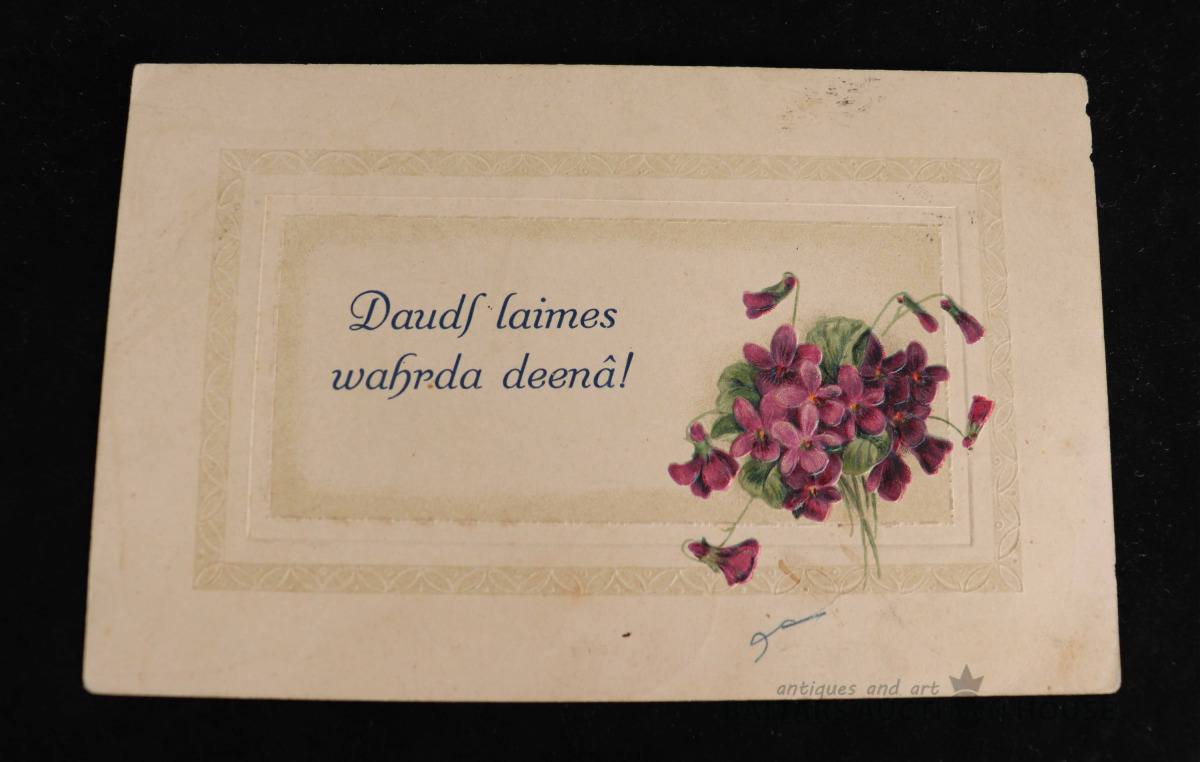 Daudſ laimes
wahrda deenâ!
antiques and art